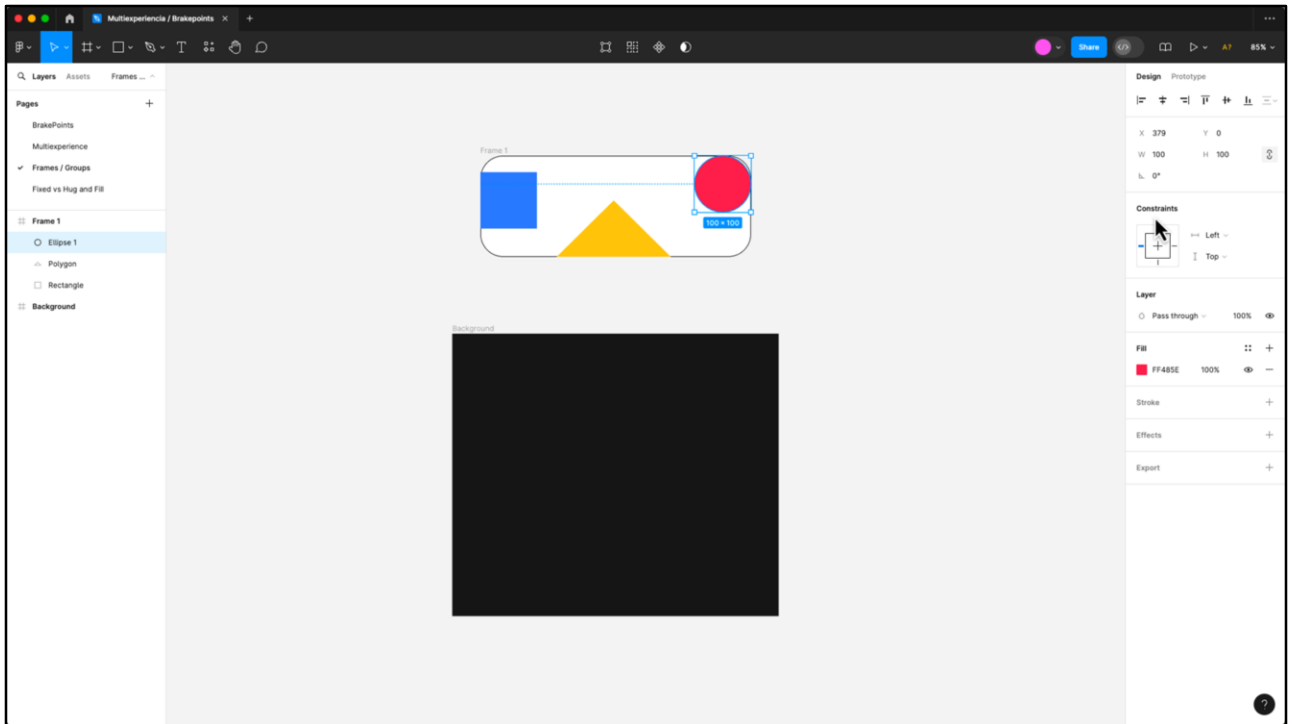 Multiexperiencia / Brakepoints
Share
A?
85%
Layers Assets Frames ...
Pages
BrakePoints
Multiexperience
Frames / Groups
Fixed vs Hug and Fill
Frame 1
Ellipse 1
Polygon
Rectangle
Background
Frame 1
100 × 100
Background
Design Prototype
X 379 Y 0
W 100 H 100
0°
Constraints
Left
Top
Layer
Pass through 100%
Fill
FF485E 100%
Stroke
Effects
Export
?